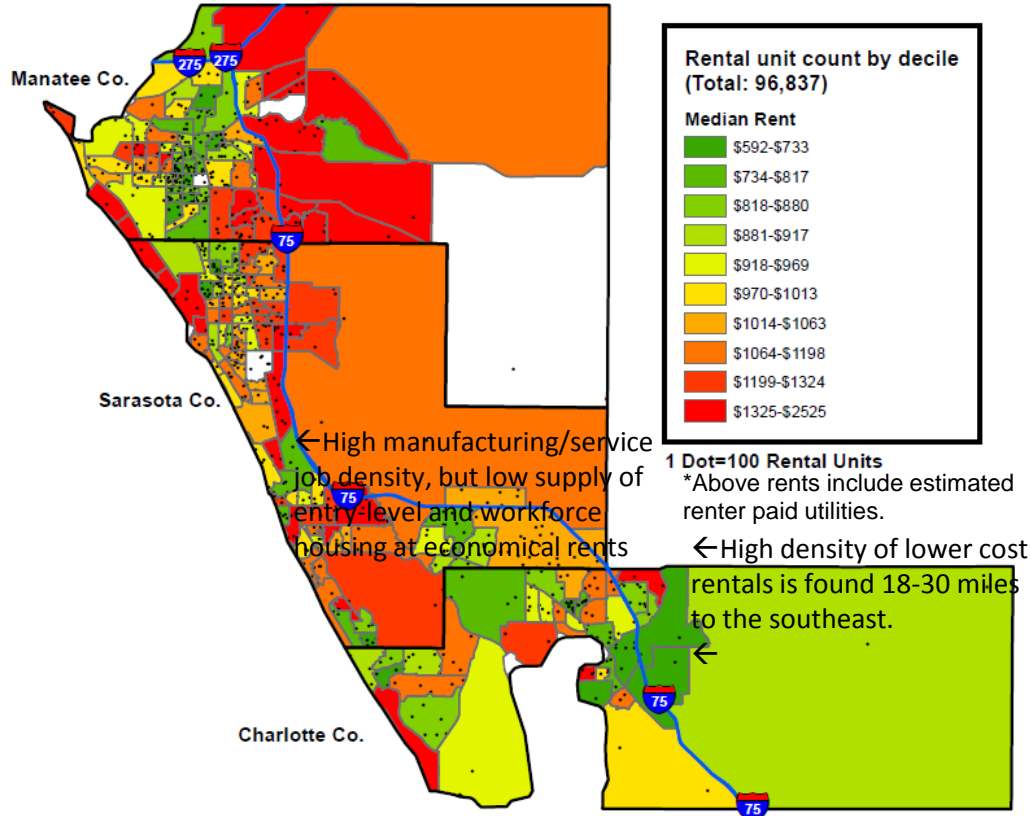 275
275
Manatee Co.
75
Sarasota Co.
←High manufacturing/service
job density, but low supply of
entry-level and workforce
housing at economical rents
75
Charlotte Co.
75
75
Rental unit count by decile
(Total: 96,837)
Median Rent
$592-$733
$734-$817
$818-$880
$881-$917
$918-$969
$970-$1013
$1014-$1063
$1064-$1198
$1199-$1324
$1325-$2525
1 Dot=100 Rental Units
*Above rents include estimated
renter paid utilities.
←High density of lower cost
rentals is found 18-30 miles
to the southeast.
←